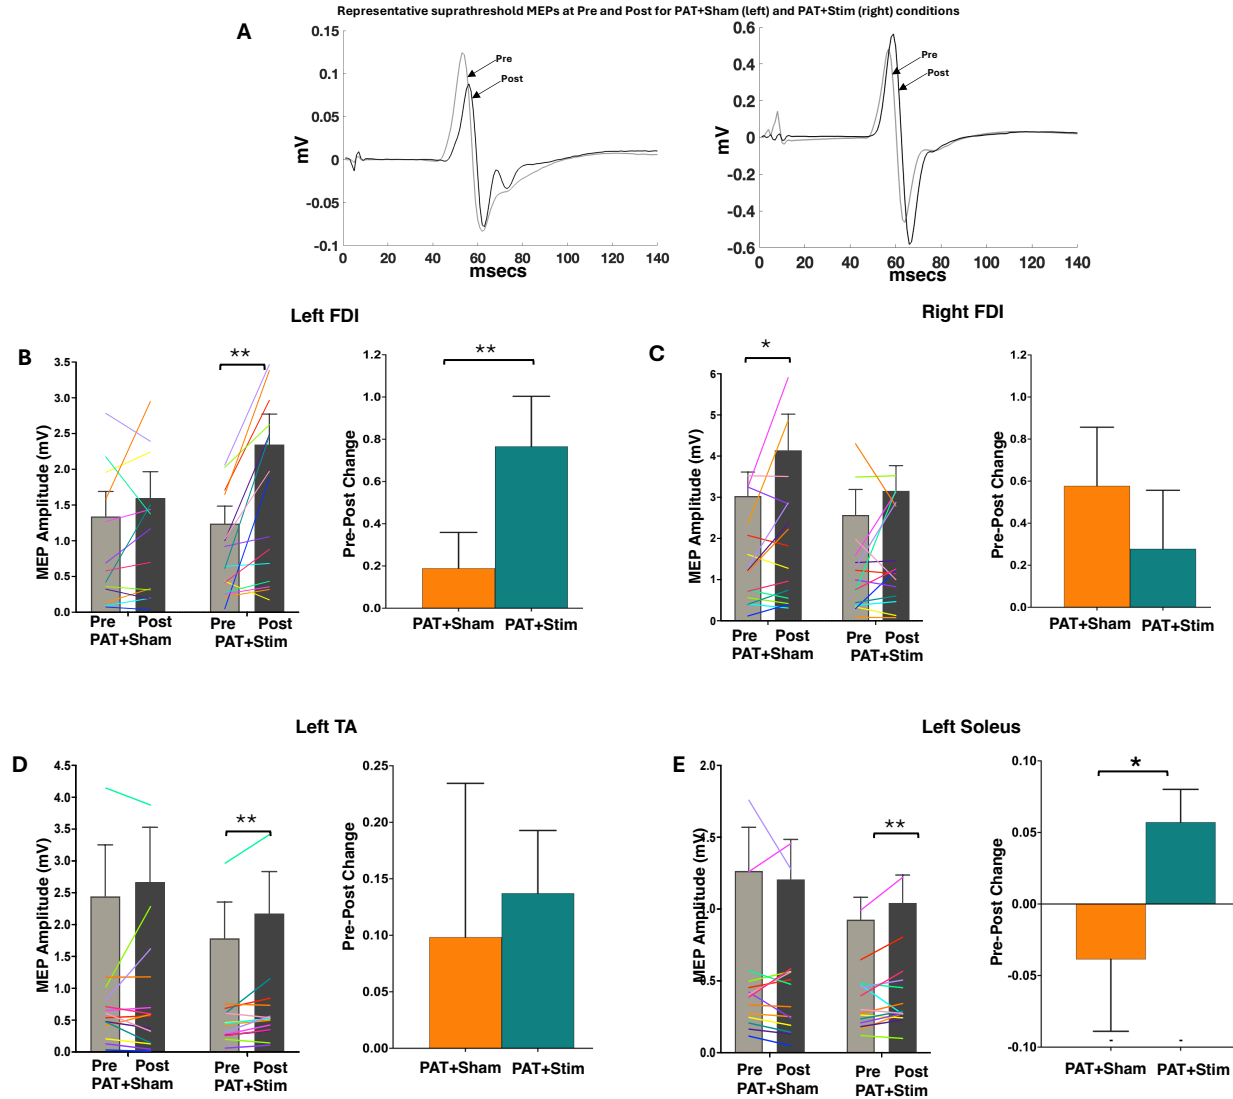 Representative suprathreshold MEPs at Pre and Post for PAT+Sham (left) and PAT+Stim (right) conditions
A
0.15
0.1
0.05
0
-0.05
-0.1
mV
Pre
Post
0 20 40 60 80 100 120 140
msecs
0.6
0.4
0.2
0
-0.2
-0.4
-0.6
mV
Pre
Post
0 20 40 60 80 100 120 140
msecs
Left FDI
B
3.5
3.0
2.5
2.0
1.5
1.0
0.5
0.0
MEP Amplitude (mV)
**
Pre Post Pre Post
PAT+Sham PAT+Stim
1.2
1.0
0.8
0.6
0.4
0.2
0.0
Pre-Post Change
**
PAT+Sham PAT+Stim
Right FDI
C
6
5
4
3
2
1
0
MEP Amplitude (mV)
*
Pre Post Pre Post
PAT+Sham PAT+Stim
1.2
1.0
0.8
0.6
0.4
0.2
0.0
Pre-Post Change
PAT+Sham PAT+Stim
Left TA
D
4.5
4.0
3.5
3.0
2.5
2.0
1.5
1.0
0.5
0.0
MEP Amplitude (mV)
**
Pre Post Pre Post
PAT+Sham PAT+Stim
0.25
0.20
0.15
0.10
0.05
0.00
Pre-Post Change
PAT+Sham PAT+Stim
Left Soleus
E
2.0
1.5
1.0
0.5
0.0
MEP Amplitude (mV)
**
Pre Post Pre Post
PAT+Sham PAT+Stim
0.10
0.05
0.00
-0.05
-0.10
Pre-Post Change
*
PAT+Sham PAT+Stim